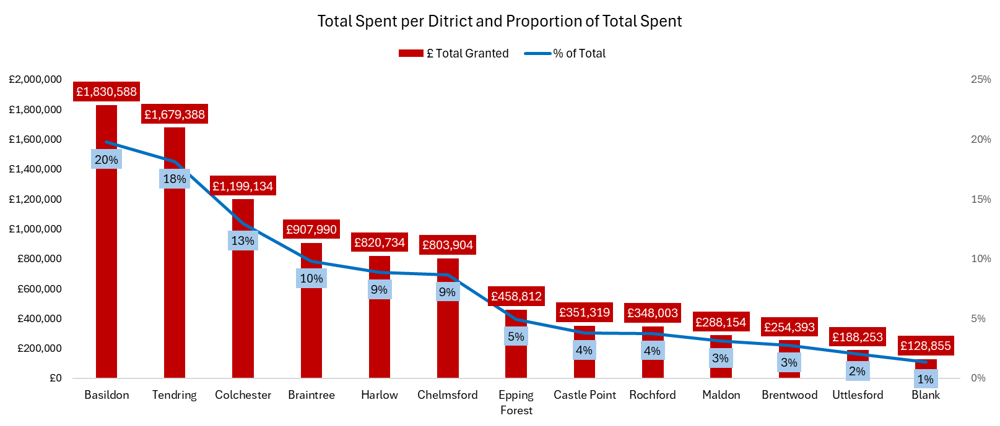 Total Spent per Ditrict and Proportion of Total Spent
£ Total Granted
% of Total
£2,000,000
£1,800,000
£1,600,000
£1,400,000
£1,200,000
£1,000,000
£800,000
£600,000
£400,000
£200,000
£0
£1,830,588
£1,679,388
£1,199,134
£907,990
£820,734
£803,904
£458,812
£351,319
£348,003
£288,154
£254,393
£188,253
£128,855
20%
18%
13%
10%
9%
9%
5%
4%
4%
3%
3%
2%
1%
25%
20%
15%
10%
5%
0%
Basildon
Tendring
Colchester
Braintree
Harlow
Chelmsford
Epping
Forest
Castle Point
Rochford
Maldon
Brentwood
Uttlesford
Blank